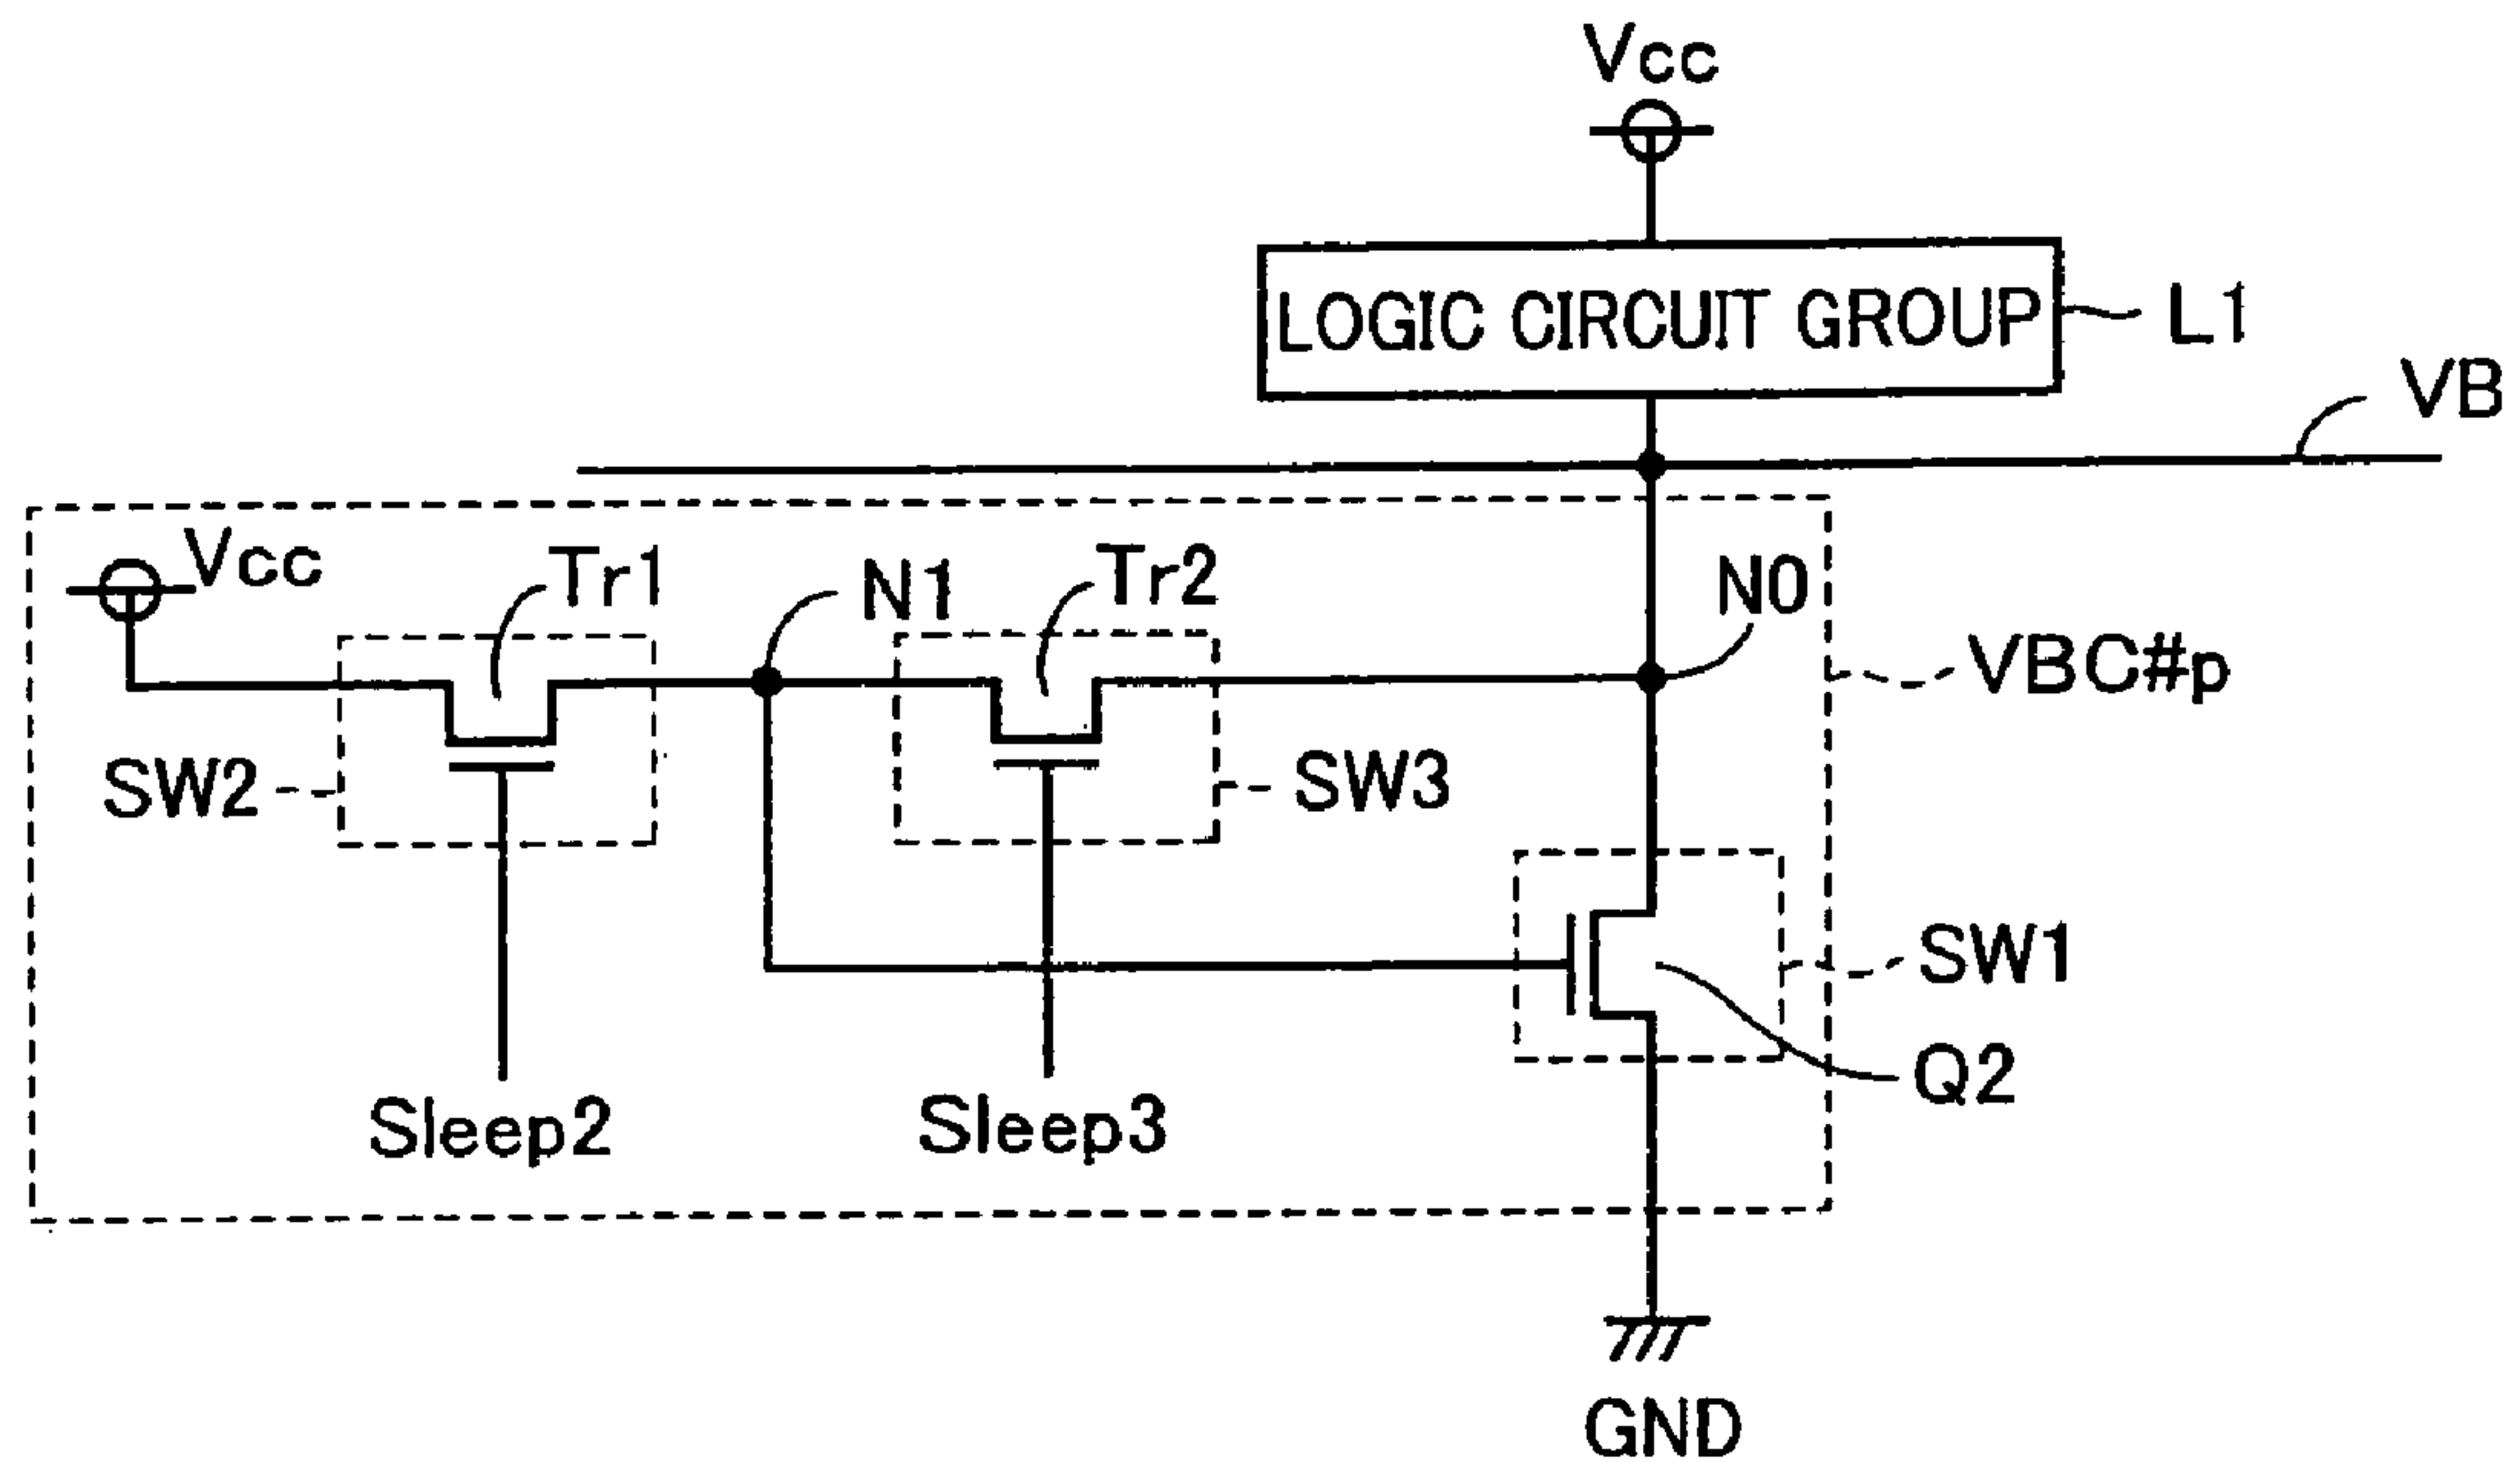 Vcc
LOGIC CIRCUIT GROUP
L1
VB
Vcc
Tr1
N1
Tr2
N0
VBC#p
SW2
SW3
SW1
Q2
Sleep2
Sleep3
GND